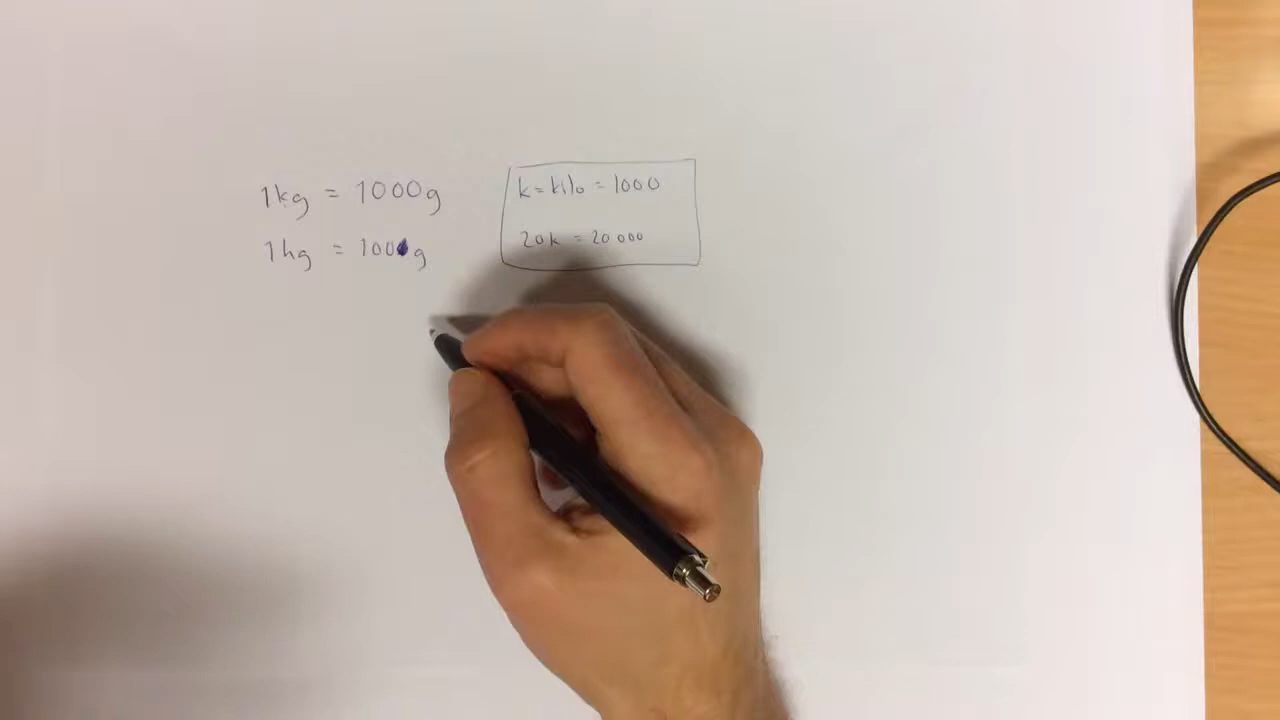 1kg = 1000g
1hg = 100g
k = kilo = 1000
20k = 20 000